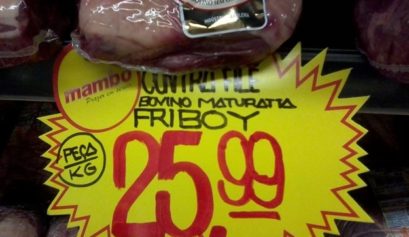 mambo
CONTRA FILÉ
BOVINO MATURATTA
FRIBOY
PEÇA
KG
25,99